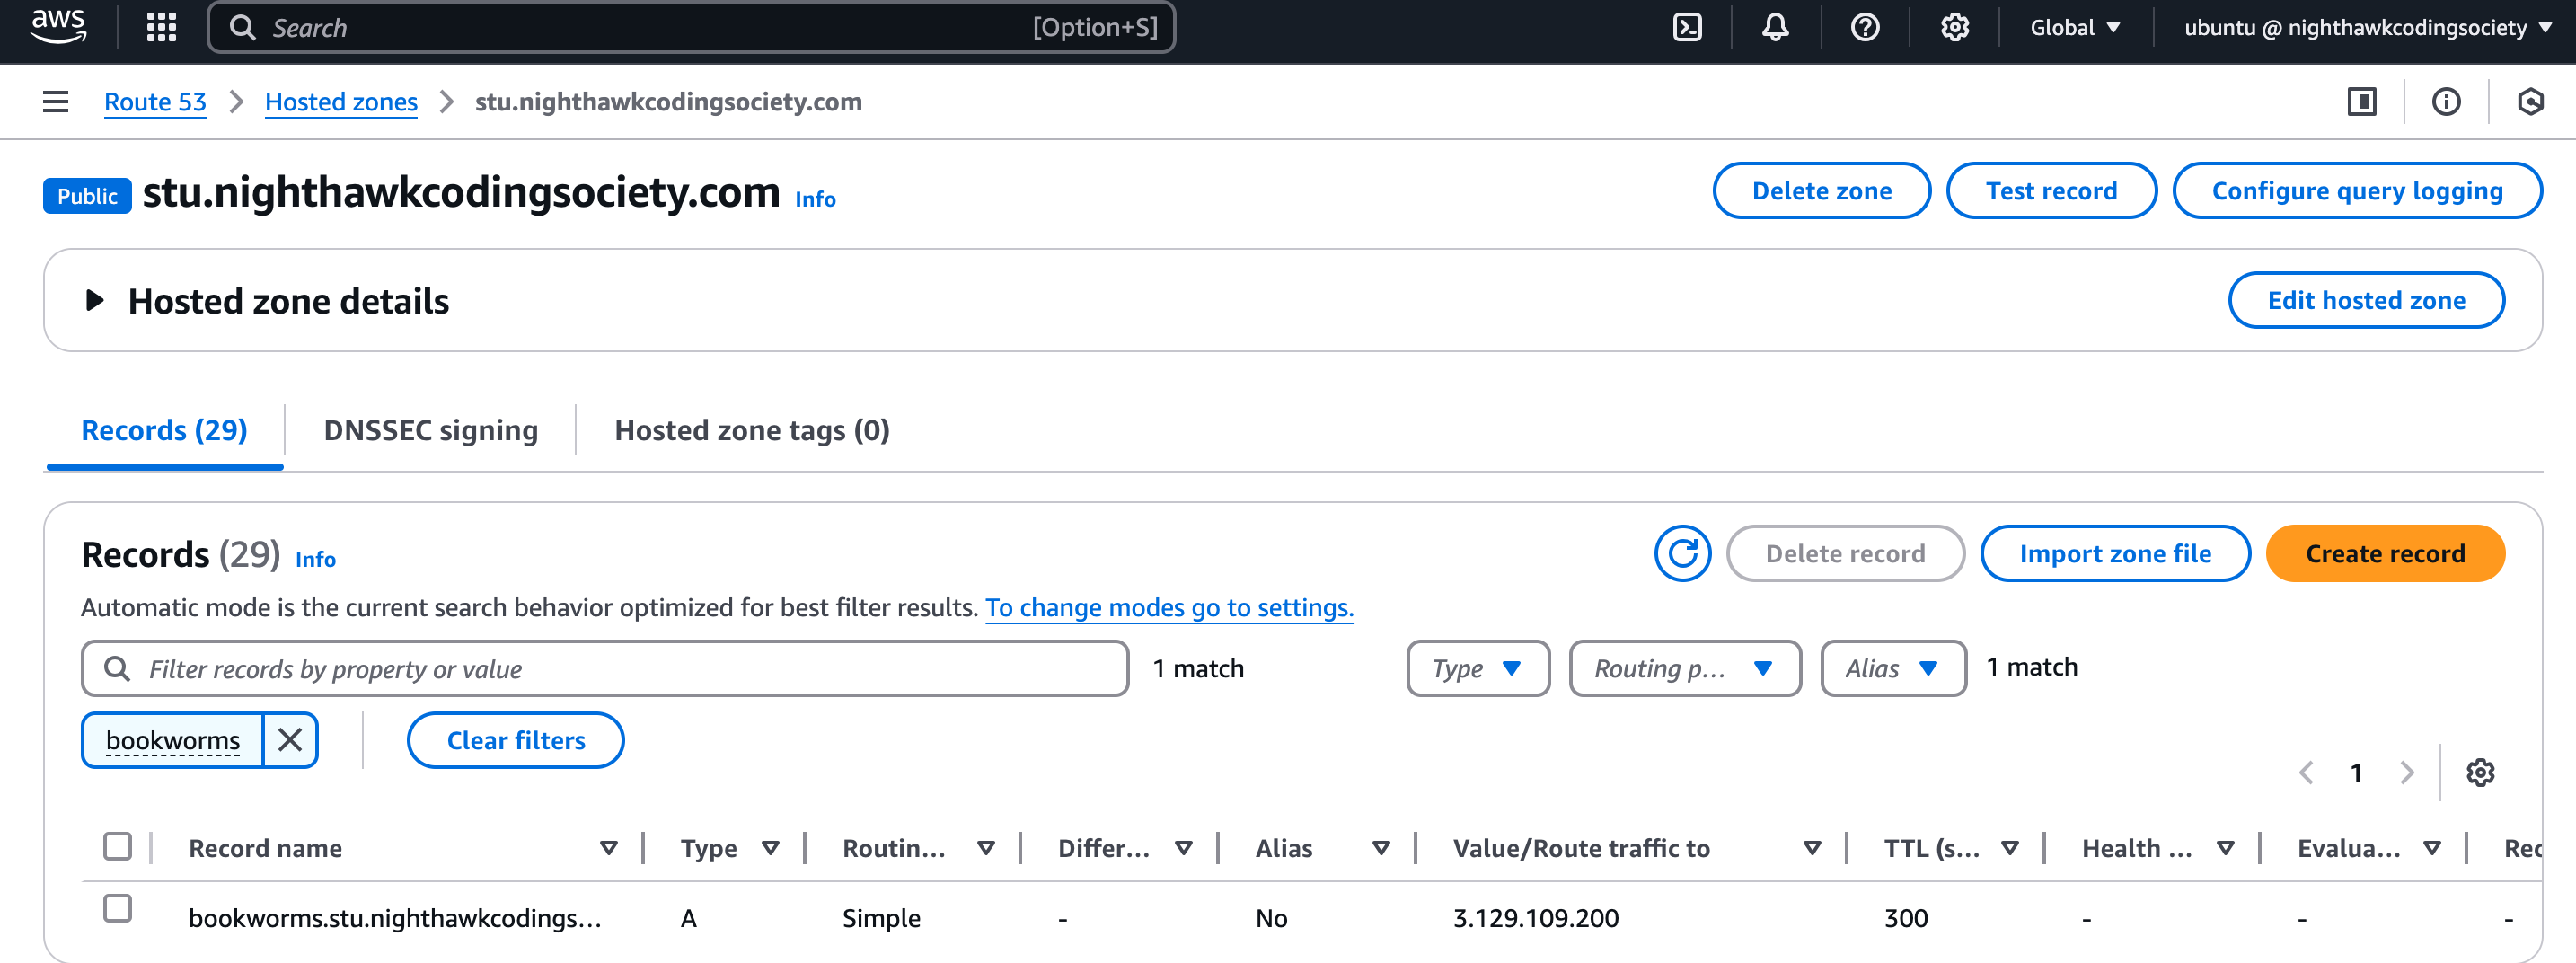 aws
Search [Option+S]
Global
ubuntu @ nighthawkcodingsociety
Route 53
Hosted zones
stu.nighthawkcodingsociety.com
Public
stu.nighthawkcodingsociety.com Info
Delete zone
Test record
Configure query logging
Hosted zone details
Edit hosted zone
Records (29)
DNSSEC signing
Hosted zone tags (0)
Records (29) Info
Delete record
Import zone file
Create record
Automatic mode is the current search behavior optimized for best filter results. To change modes go to settings.
Filter records by property or value
1 match
Type
Routing p...
Alias
1 match
bookworms
Clear filters
1
Record name Type Routin... Differ... Alias Value/Route traffic to TTL (s... Health ... Evalua... Rec
bookworms.stu.nighthawkcodings... A Simple - No 3.129.109.200 300 - - -